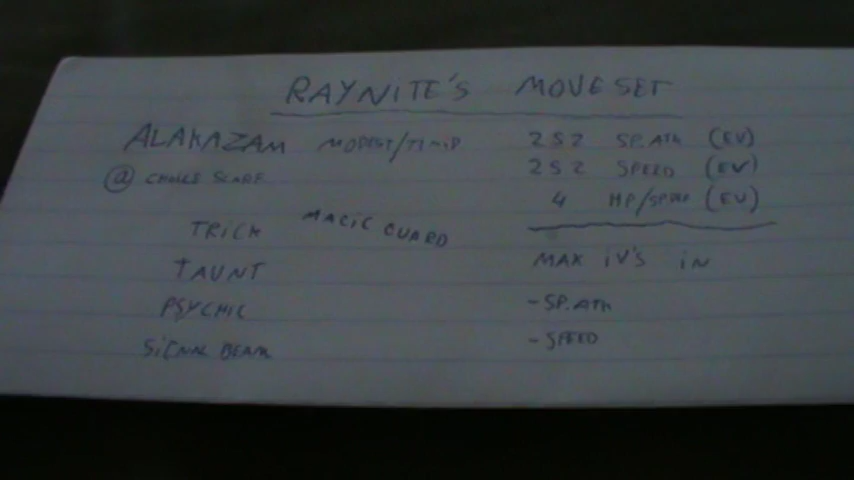 RAYNITE'S MOVESET
ALAKAZAM MODEST/TIMID
@ CHOICE SCARF
MAGIC GUARD
TRICK
TAUNT
PSYCHIC
SIGNAL BEAM
252 SP.ATK (EV)
252 SPEED (EV)
4 HP/SPDEF (EV)
MAX IV'S IN
-SP.ATK
-SPEED